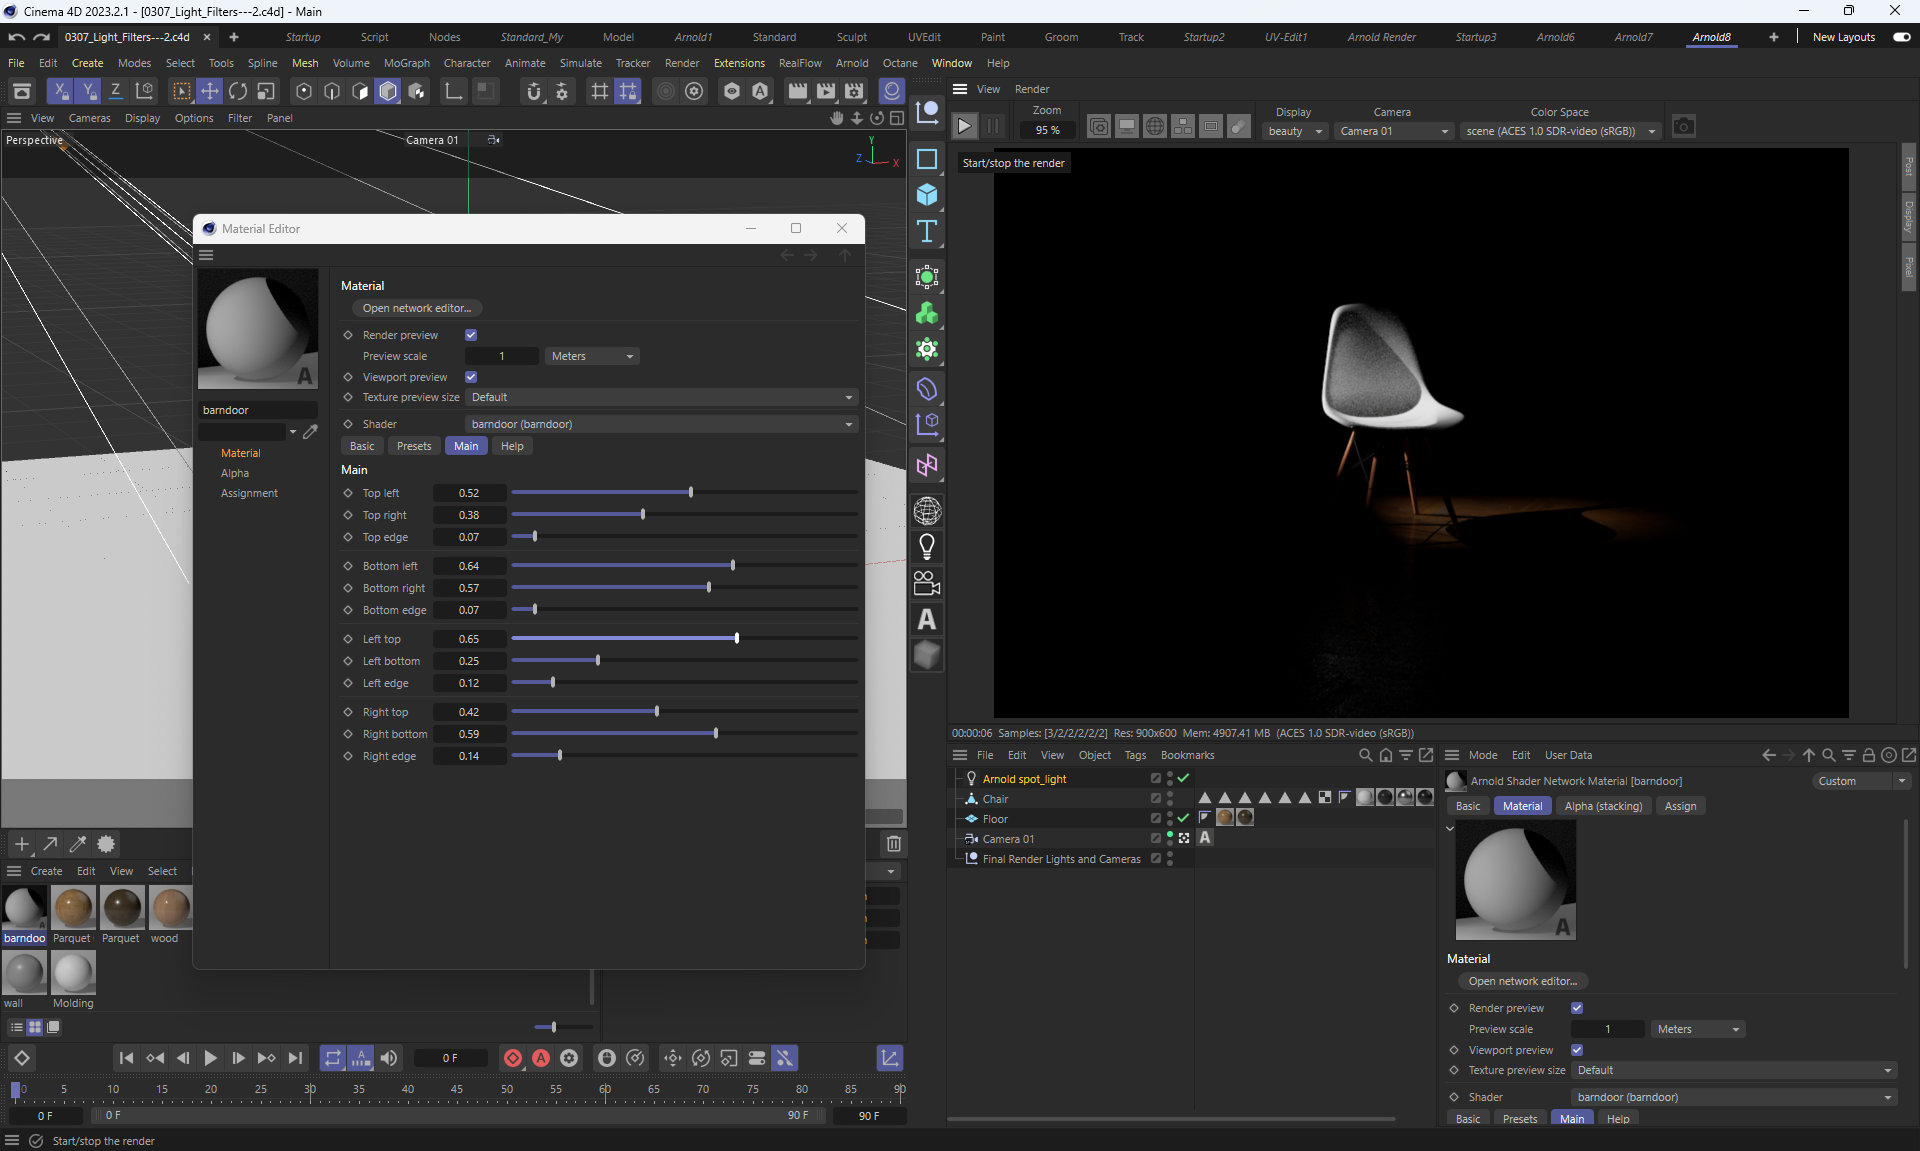 Cinema 4D 2023.2.1 - [0307_Light_Filters---2.c4d] - Main
0307_Light_Filters---2.c4d
Startup Script Nodes Standard_My Model Arnold1 Standard Sculpt UVEdit Paint Groom Track Startup2 UV-Edit1 Arnold Render Startup3 Arnold6 Arnold7 Arnold8 New Layouts
File Edit Create Modes Select Tools Spline Mesh Volume MoGraph Character Animate Simulate Tracker Render Extensions RealFlow Arnold Octane Window Help
View Render
View Cameras Display Options Filter Panel
Zoom Display Camera Color Space
95 % beauty Camera 01 scene (ACES 1.0 SDR-video (sRGB))
Perspective Camera 01
Y
Z X
Start/stop the render
Post
Display
Pixel
Material Editor
Material
Open network editor...
Render preview
Preview scale 1 Meters
Viewport preview
Texture preview size Default
barndoor
Shader barndoor (barndoor)
Basic Presets Main Help
Material
Alpha
Assignment
Main
Top left 0.52
Top right 0.38
Top edge 0.07
Bottom left 0.64
Bottom right 0.57
Bottom edge 0.07
Left top 0.65
Left bottom 0.25
Left edge 0.12
Right top 0.42
Right bottom 0.59
Right edge 0.14
00:00:06 Samples: [3/2/2/2/2/2] Res: 900x600 Mem: 4907.41 MB (ACES 1.0 SDR-video (sRGB))
File Edit View Object Tags Bookmarks
Arnold spot_light
Chair
Floor
Camera 01
Final Render Lights and Cameras
Mode Edit User Data
Arnold Shader Network Material [barndoor] Custom
Basic Material Alpha (stacking) Assign
Material
Open network editor...
Render preview
Preview scale 1 Meters
Viewport preview
Texture preview size Default
Shader barndoor (barndoor)
Basic Presets Main Help
Create Edit View Select
barndoo Parquet Parquet wood
wall Molding
0 F
0 5 10 15 20 25 30 35 40 45 50 55 60 65 70 75 80 85 90
0 F 0 F 90 F 90 F
Start/stop the render